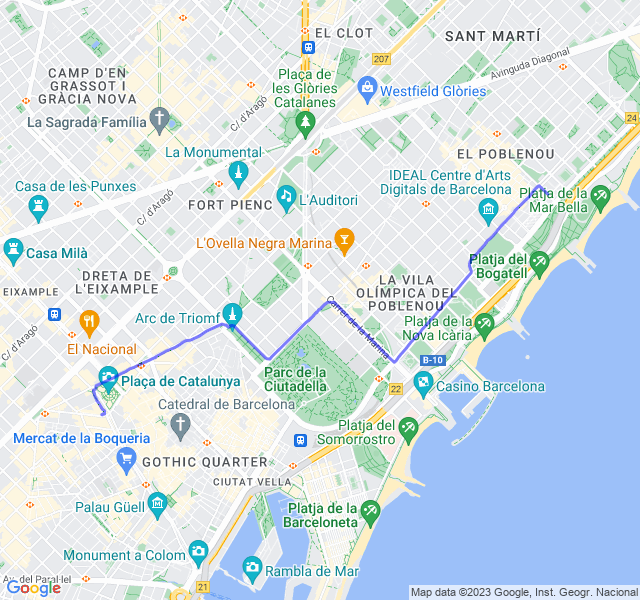 EL CLOT
SANT MARTÍ
207
Avinguda Diagonal
CAMP D'EN
GRASSOT I
GRÀCIA NOVA
Plaça de
les Glòries
Catalanes
Westfield Glòries
C/ d'Aragó
La Sagrada Família
24
La Monumental
EL POBLENOU
IDEAL Centre d'Arts
Digitals de Barcelona
Casa de les Punxes
C/ d'Aragó
FORT PIENC
L'Auditori
Platja de la
Mar Bella
Casa Milà
L'Ovella Negra Marina
Platja del
Bogatell
DRETA DE
L'EIXAMPLE
EIXAMPLE
LA VILA
OLÍMPICA DEL
POBLENOU
Carrer de la Marina
Arc de Triomf
Platja de la
Nova Icària
C/ d'Aragó
El Nacional
B-10
Parc de la
Ciutadella
Plaça de Catalunya
22
Casino Barcelona
Catedral de Barcelona
Platja del
Somorrostro
Mercat de la Boqueria
GOTHIC QUARTER
CIUTAT VELLA
Palau Güell
Platja de la
Barceloneta
Monument a Colom
Rambla de Mar
Av. del Paral·lel
21
Google
Map data ©2023 Google, Inst. Geogr. Nacional